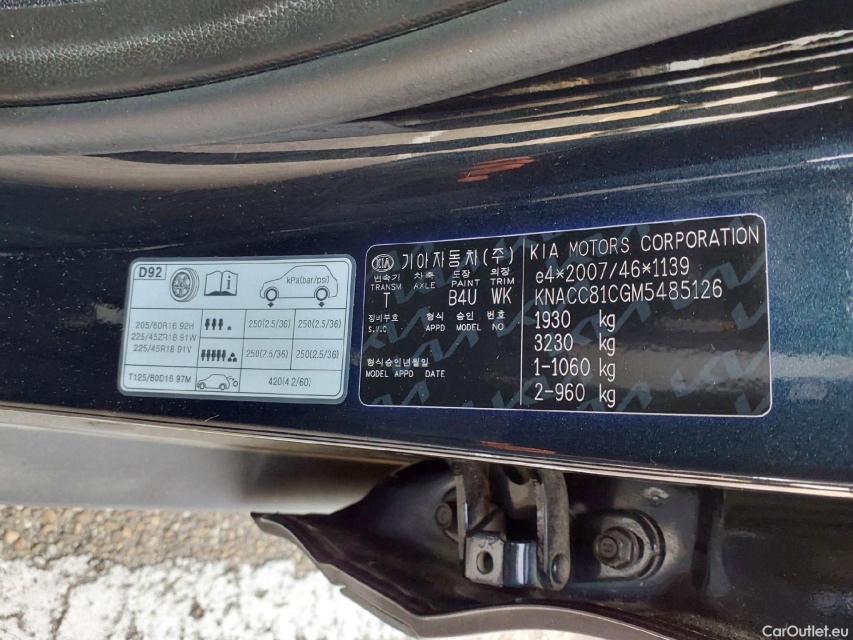 D92
kPa(bar/psi)
205/60R16 92H
225/45ZR18 91W
225/45R18 91V
250(2.5/36) 250(2.5/36)
250(2.5/36) 250(2.5/36)
T125/80D16 97M
420(4.2/60)
KIA 기아자동차(주)
변속기 차축 도장 외장
TRANSM AXLE PAINT TRIM
T B4U WK
정비부호 형식 승인 번호
S.V.C APPD MODEL NO
형식승인년월일
MODEL APPD DATE
KIA MOTORS CORPORATION
e4*2007/46*1139
KNACC81CGM5485126
1930 kg
3230 kg
1-1060 kg
2-960 kg
CarOutlet.eu